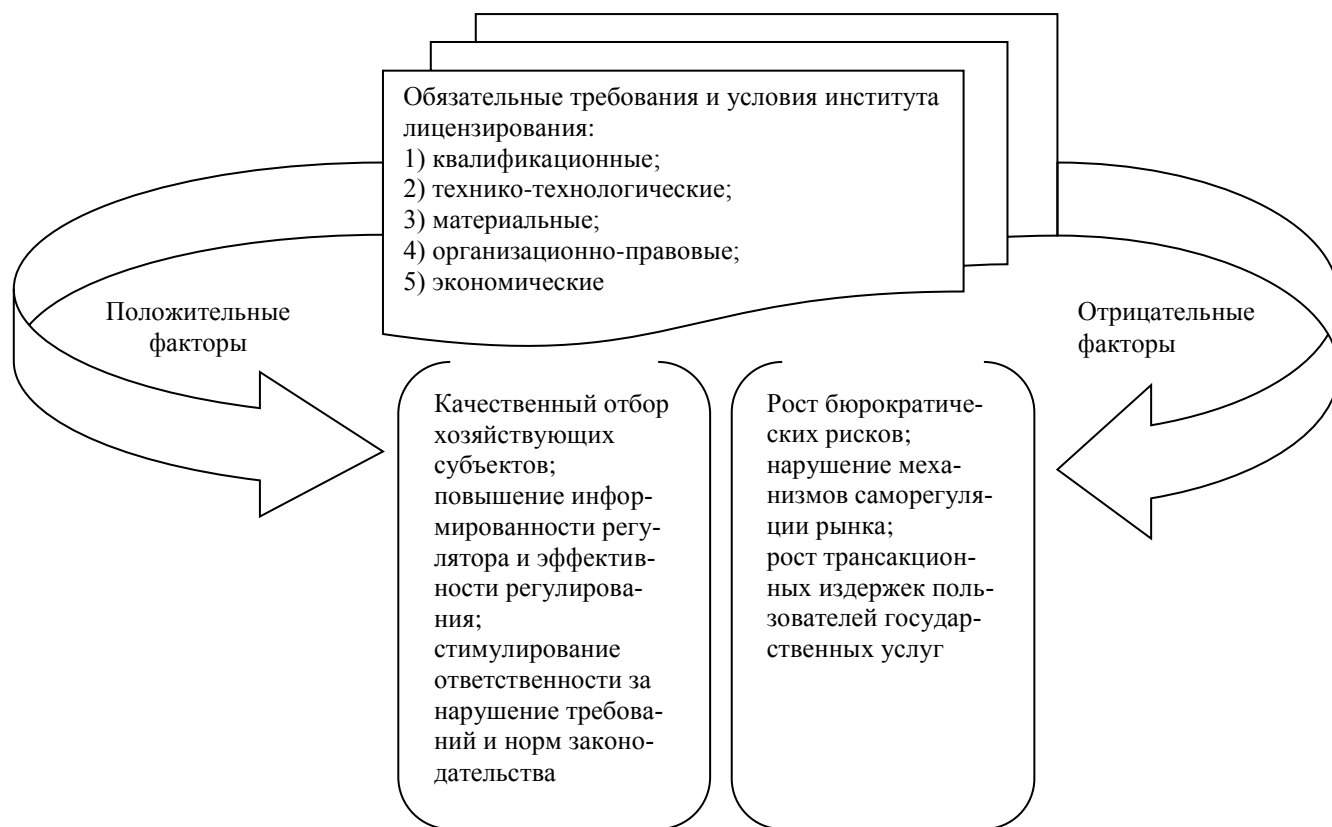 Обязательные требования и условия института
лицензирования:
1) квалификационные;
2) технико-технологические;
3) материальные;
4) организационно-правовые;
5) экономические
Положительные
факторы
Отрицательные
факторы
Качественный отбор
хозяйствующих
субъектов;
повышение инфор-
мированности регу-
лятора и эффектив-
ности регулирова-
ния;
стимулирование
ответственности за
нарушение требова-
ний и норм законо-
дательства
Рост бюрократиче-
ских рисков;
нарушение меха-
низмов саморегуля-
ции рынка;
рост трансакцион-
ных издержек поль-
зователей государ-
ственных услуг